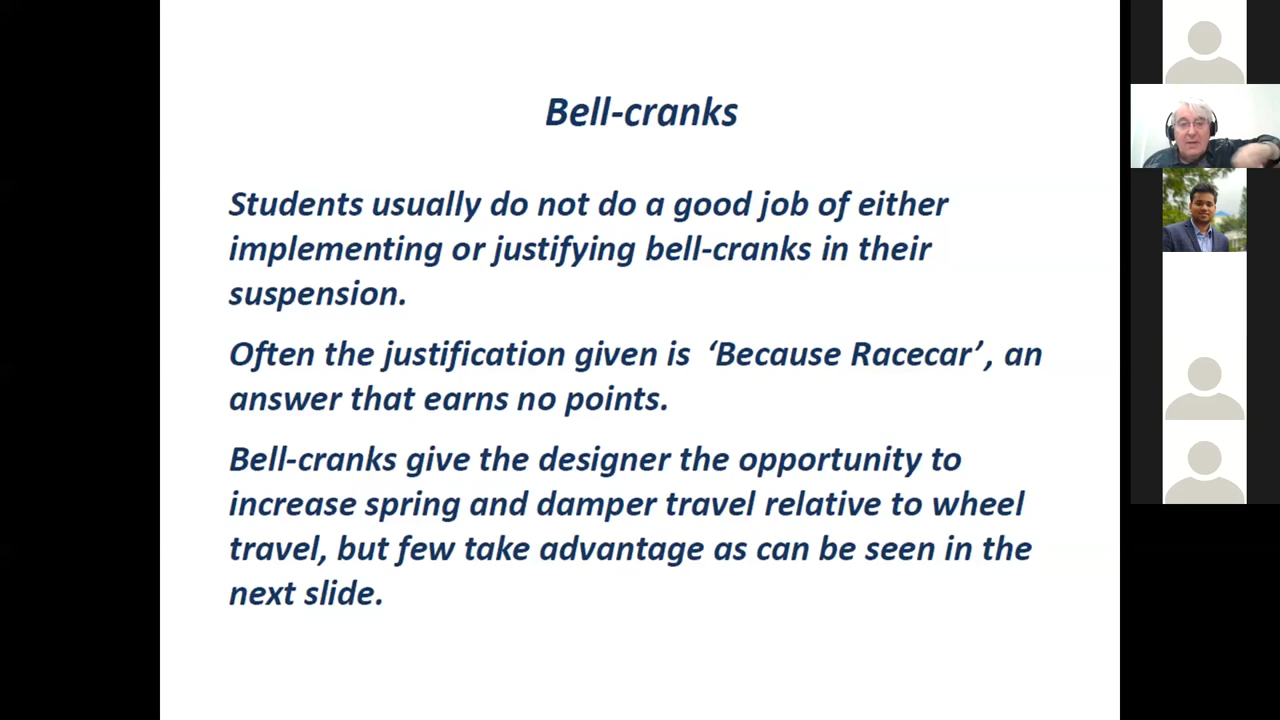 Bell-cranks
Students usually do not do a good job of either
implementing or justifying bell-cranks in their
suspension.
Often the justification given is ‘Because Racecar’, an
answer that earns no points.
Bell-cranks give the designer the opportunity to
increase spring and damper travel relative to wheel
travel, but few take advantage as can be seen in the
next slide.